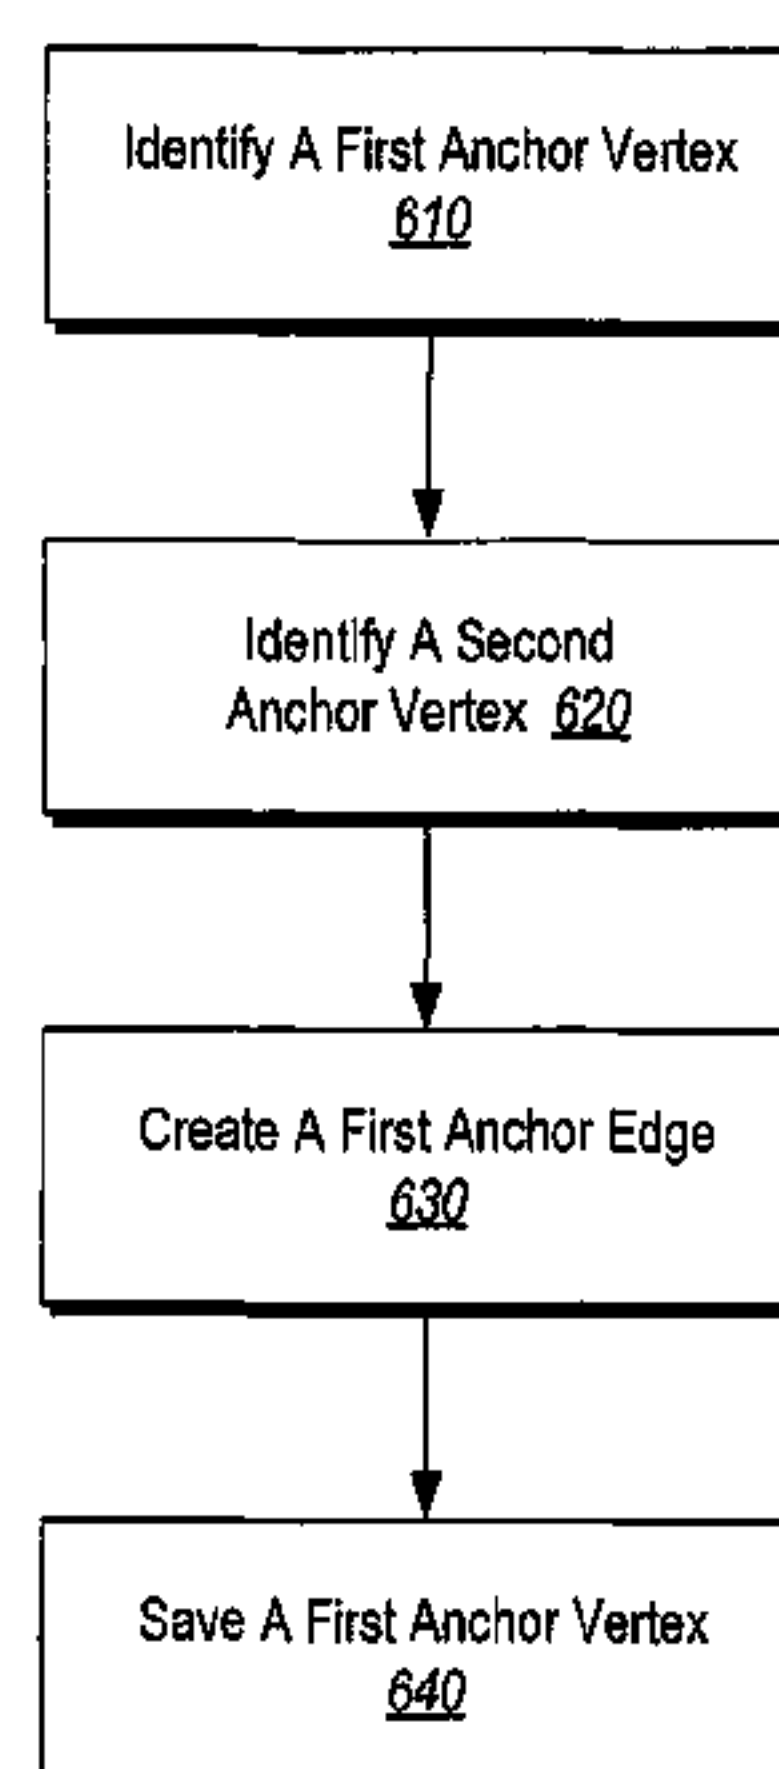 Identify A First Anchor Vertex
610
Identify A Second
Anchor Vertex 620
Create A First Anchor Edge
630
Save A First Anchor Vertex
640